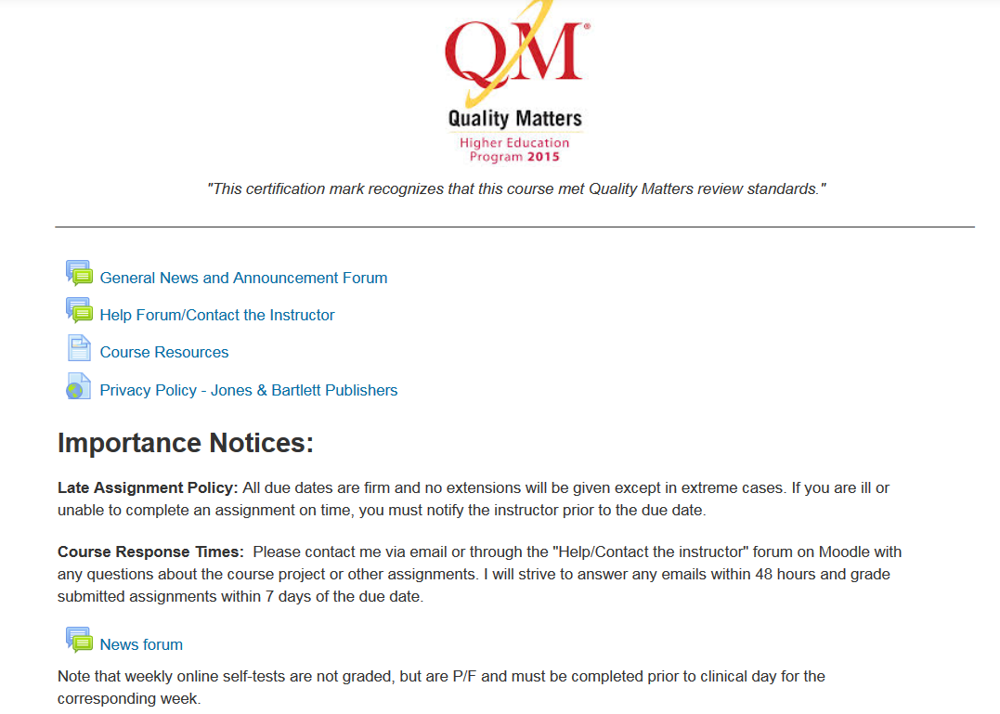 QM®
Quality Matters
Higher Education
Program 2015
"This certification mark recognizes that this course met Quality Matters review standards."
General News and Announcement Forum
Help Forum/Contact the Instructor
Course Resources
Privacy Policy - Jones & Bartlett Publishers
Importance Notices:
Late Assignment Policy: All due dates are firm and no extensions will be given except in extreme cases. If you are ill or
unable to complete an assignment on time, you must notify the instructor prior to the due date.
Course Response Times:  Please contact me via email or through the "Help/Contact the instructor" forum on Moodle with
any questions about the course project or other assignments. I will strive to answer any emails within 48 hours and grade
submitted assignments within 7 days of the due date.
News forum
Note that weekly online self-tests are not graded, but are P/F and must be completed prior to clinical day for the
corresponding week.